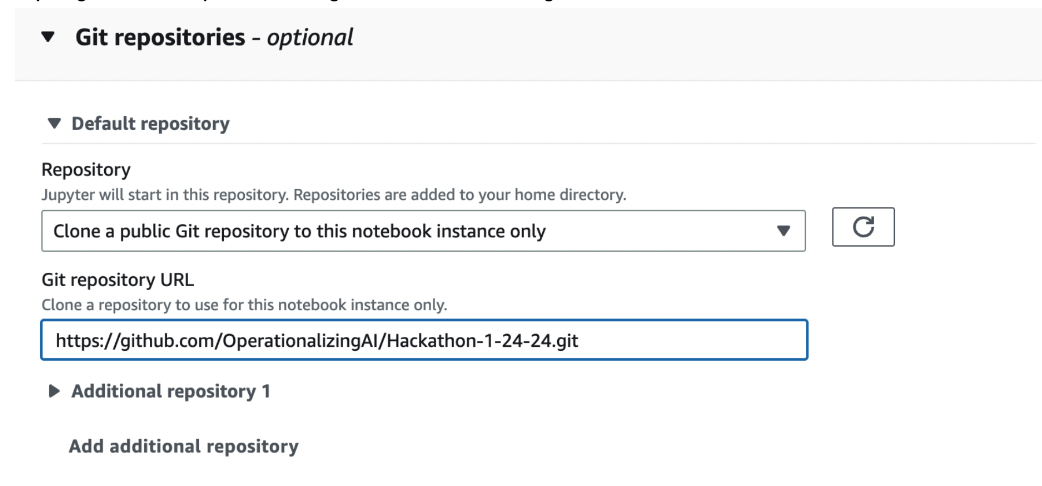 Git repositories - optional
Default repository
Repository
Jupyter will start in this repository. Repositories are added to your home directory.
Clone a public Git repository to this notebook instance only
Git repository URL
Clone a repository to use for this notebook instance only.
https://github.com/OperationalizingAI/Hackathon-1-24-24.git
Additional repository 1
Add additional repository